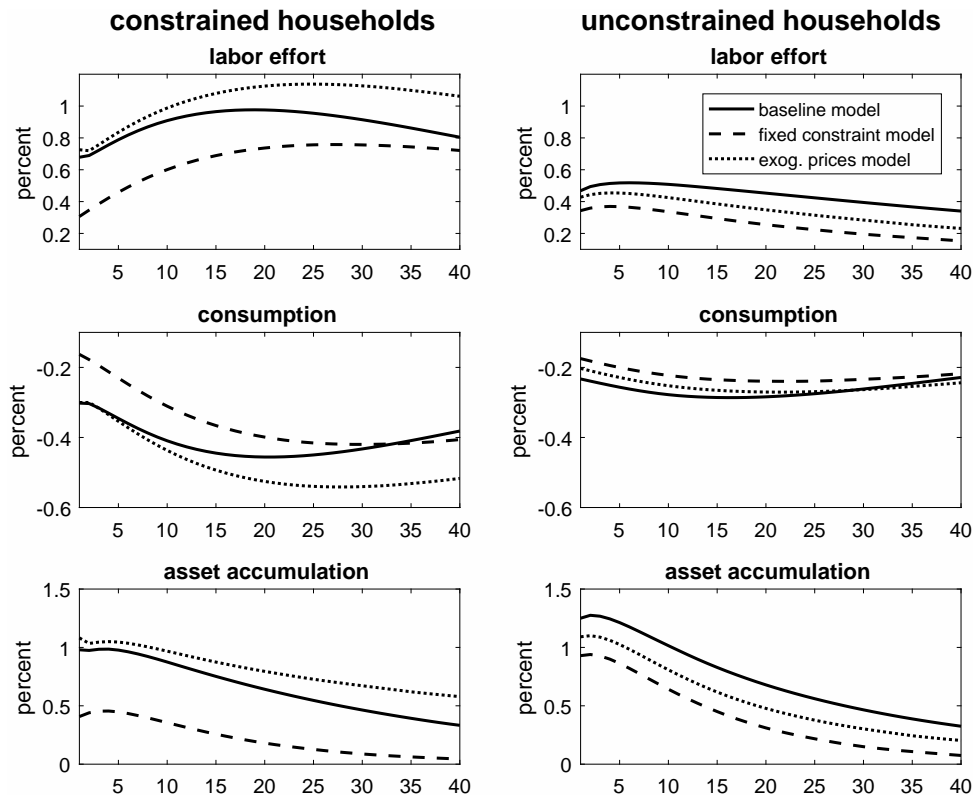 constrained households
unconstrained households
labor effort
labor effort
percent
1
0.8
0.6
0.4
0.2
5 10 15 20 25 30 35 40
percent
1
0.8
0.6
0.4
0.2
5 10 15 20 25 30 35 40
baseline model
fixed constraint model
exog. prices model
consumption
consumption
percent
-0.2
-0.4
-0.6
5 10 15 20 25 30 35 40
percent
-0.2
-0.4
-0.6
5 10 15 20 25 30 35 40
asset accumulation
asset accumulation
percent
1.5
1
0.5
0
5 10 15 20 25 30 35 40
percent
1.5
1
0.5
0
5 10 15 20 25 30 35 40